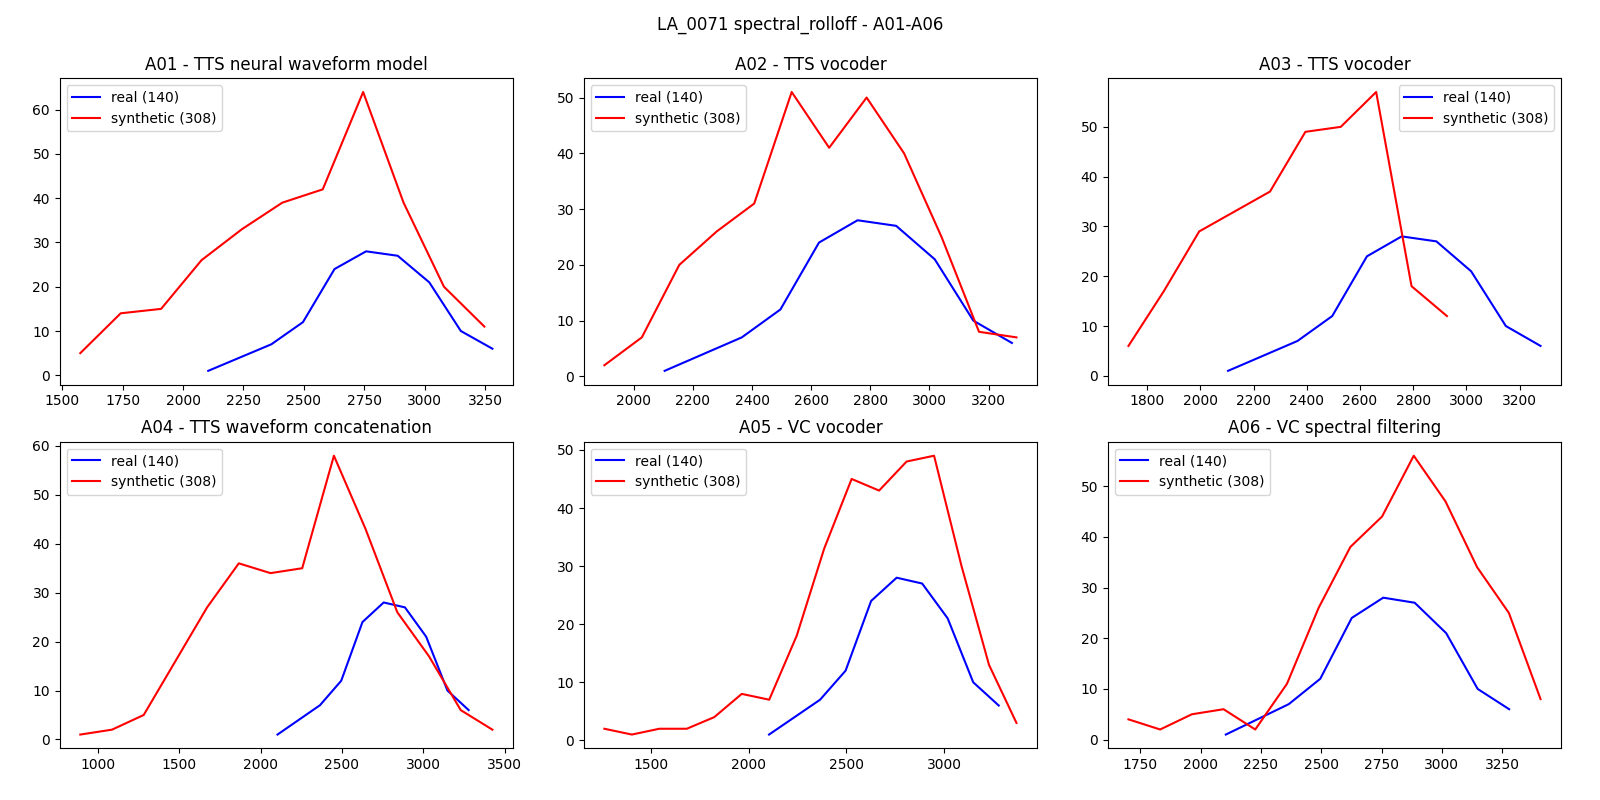 LA_0071 spectral_rolloff - A01-A06
A01 - TTS neural waveform model
real (140)
synthetic (308)
60
50
40
30
20
10
0
1500 1750 2000 2250 2500 2750 3000 3250
A02 - TTS vocoder
real (140)
synthetic (308)
50
40
30
20
10
0
2000 2200 2400 2600 2800 3000 3200
A03 - TTS vocoder
real (140)
synthetic (308)
50
40
30
20
10
0
1800 2000 2200 2400 2600 2800 3000 3200
A04 - TTS waveform concatenation
real (140)
synthetic (308)
60
50
40
30
20
10
0
1000 1500 2000 2500 3000 3500
A05 - VC vocoder
real (140)
synthetic (308)
50
40
30
20
10
0
1500 2000 2500 3000
A06 - VC spectral filtering
real (140)
synthetic (308)
50
40
30
20
10
0
1750 2000 2250 2500 2750 3000 3250